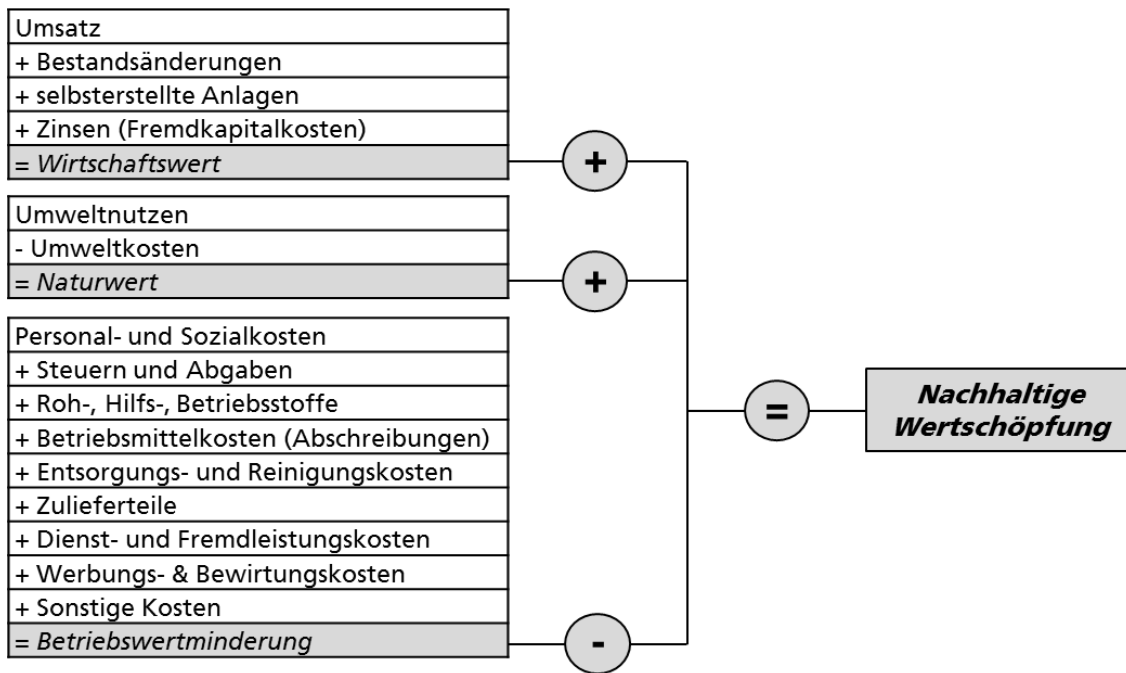 Umsatz
+ Bestandsänderungen
+ selbsterstellte Anlagen
+ Zinsen (Fremdkapitalkosten)
= Wirtschaftswert
+
Umweltnutzen
- Umweltkosten
= Naturwert
+
Personal- und Sozialkosten
+ Steuern und Abgaben
+ Roh-, Hilfs-, Betriebsstoffe
+ Betriebsmittelkosten (Abschreibungen)
+ Entsorgungs- und Reinigungskosten
+ Zulieferteile
+ Dienst- und Fremdleistungskosten
+ Werbungs- & Bewirtungskosten
+ Sonstige Kosten
= Betriebswertminderung
-
=
Nachhaltige
Wertschöpfung